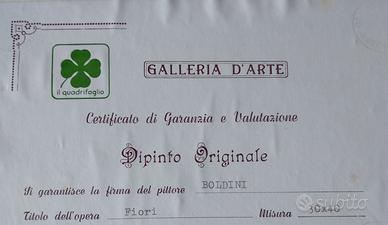 GALLERIA D'ARTE
il quadrifoglio
Certificato di Garanzia e Valutazione
Dipinto Originale
Si garantisce la firma del pittore BOLDINI
Titolo dell'opera Fiori Misura 30x40
subito